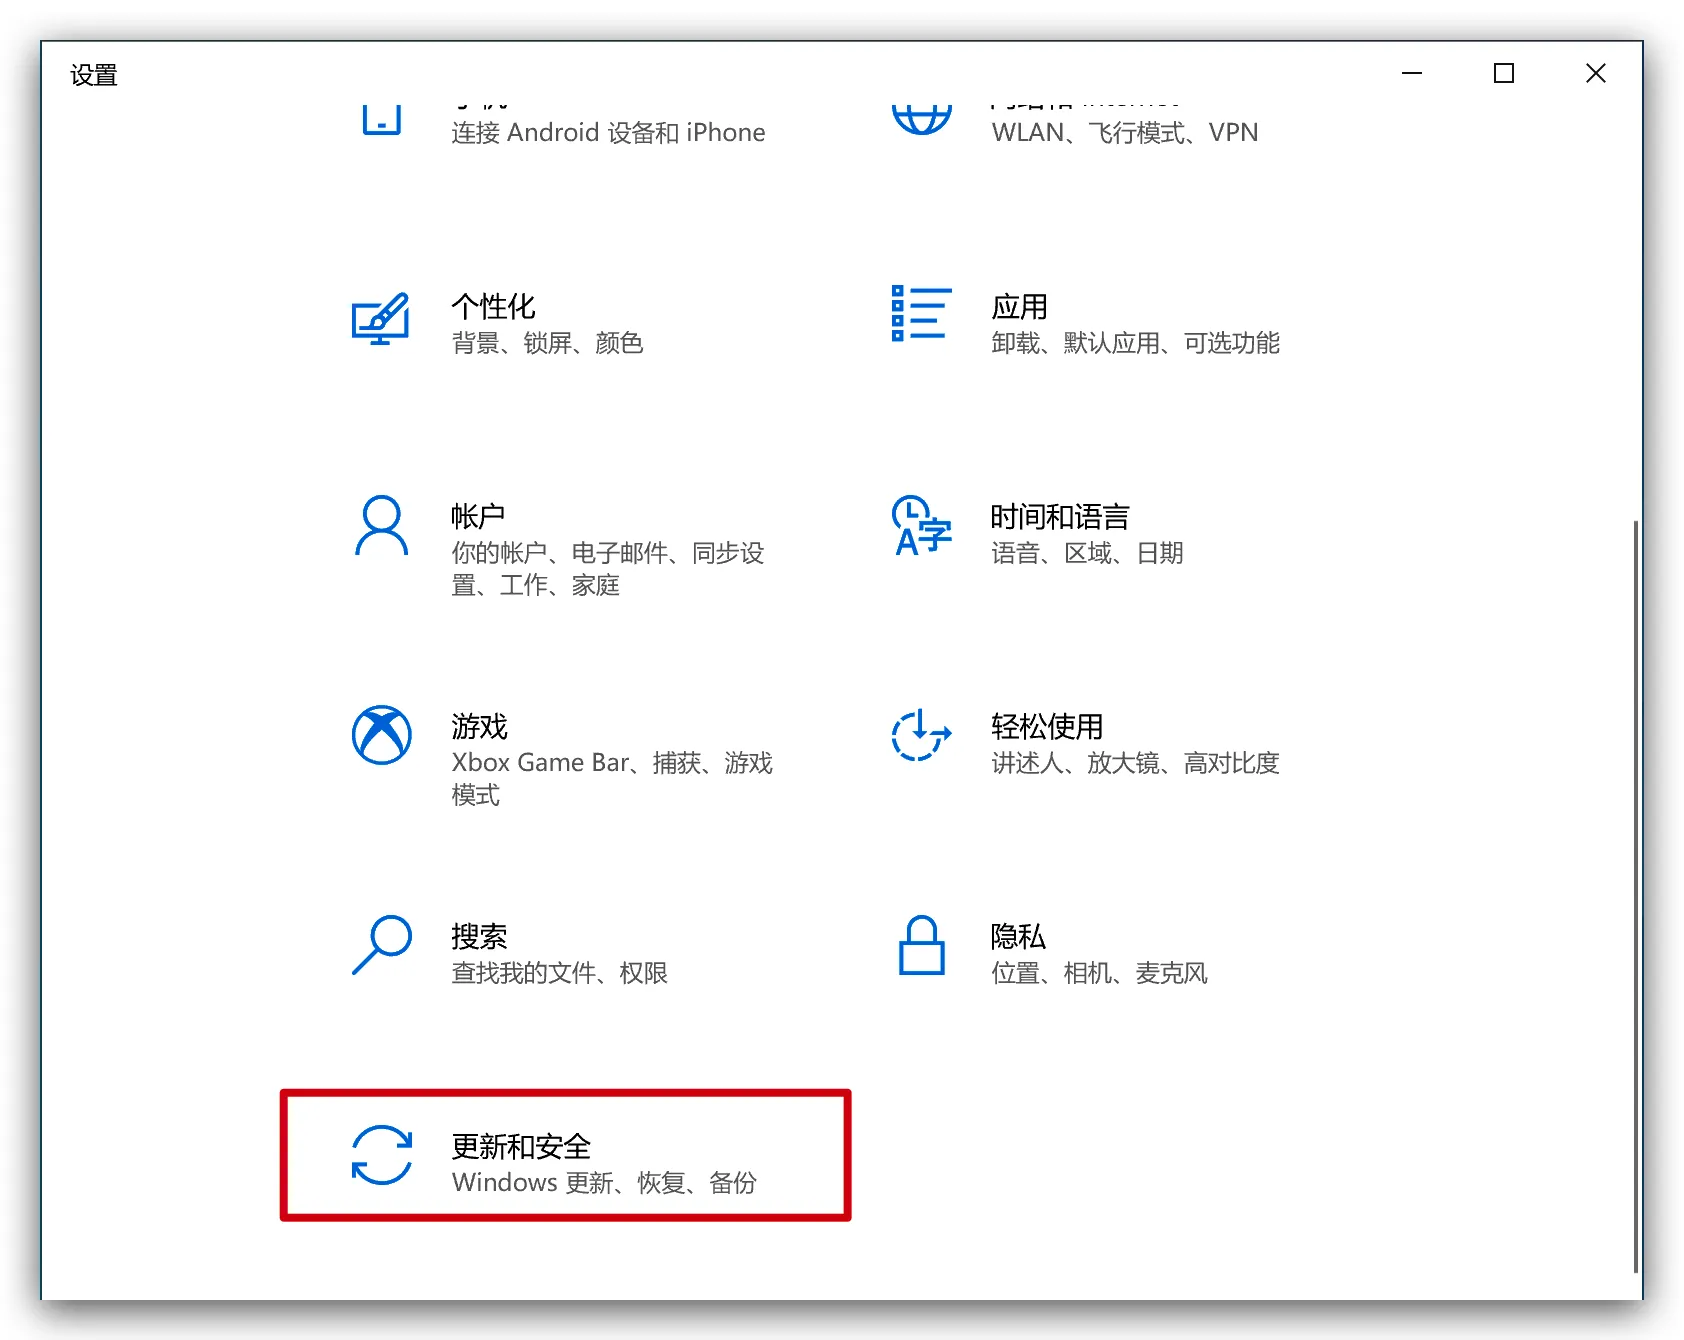 设置
连接 Android 设备和 iPhone
WLAN、飞行模式、VPN
个性化
背景、锁屏、颜色
应用
卸载、默认应用、可选功能
帐户
你的帐户、电子邮件、同步设
置、工作、家庭
时间和语言
语音、区域、日期
游戏
Xbox Game Bar、捕获、游戏
模式
轻松使用
讲述人、放大镜、高对比度
搜索
查找我的文件、权限
隐私
位置、相机、麦克风
更新和安全
Windows 更新、恢复、备份